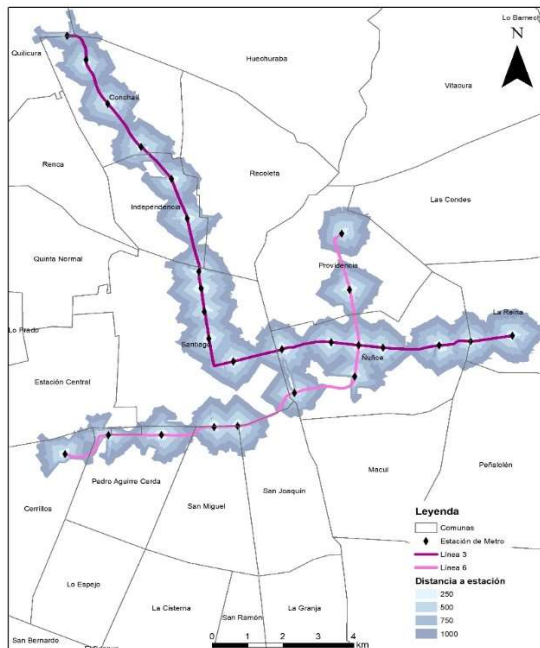 Lo Barnech
N
Quilicura
Huechuraba
Vitacura
Conchalí
Renca
Recoleta
Las Condes
Independencia
Quinta Normal
Providencia
La Reina
Lo Prado
Santiago
Ñuñoa
Estación Central
Macul
Peñalolén
Pedro Aguirre Cerda
Cerrillos
San Miguel
San Joaquín
Leyenda
Comunas
Estación de Metro
Línea 3
Línea 6
Distancia a estación
250
500
750
1000
Lo Espejo
La Cisterna
San Ramón
La Granja
San Bernardo
0 1 2 3 4
km